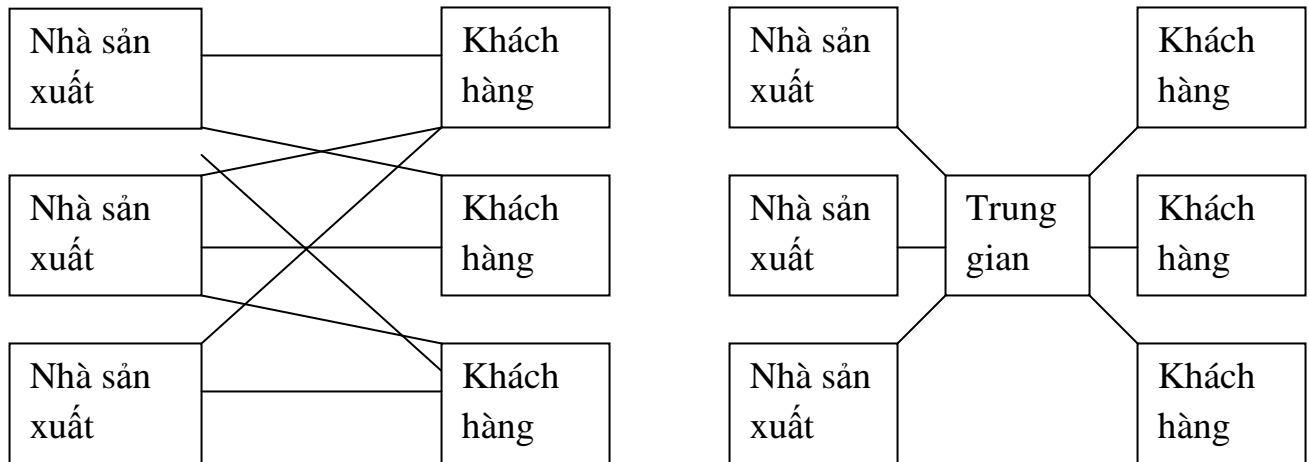 Nhà sản
xuất
Khách
hàng
Nhà sản
xuất
Khách
hàng
Nhà sản
xuất
Khách
hàng
Nhà sản
xuất
Khách
hàng
Nhà sản
xuất
Trung
gian
Khách
hàng
Nhà sản
xuất
Khách
hàng